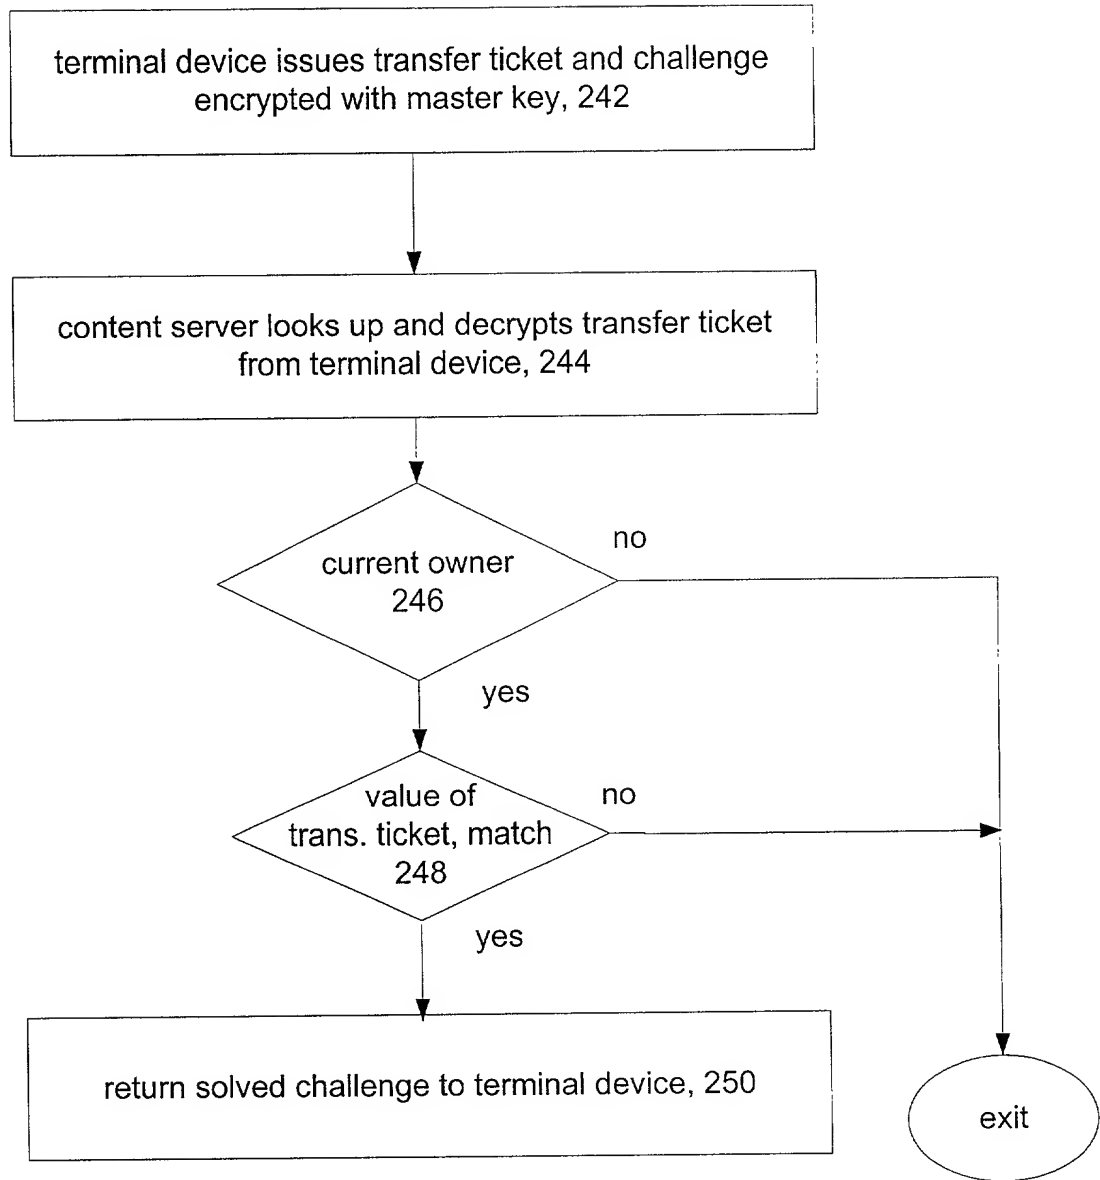 terminal device issues transfer ticket and challenge
encrypted with master key, 242
content server looks up and decrypts transfer ticket
from terminal device, 244
no
current owner
246
yes
value of
no
trans. ticket, match
248
yes
return solved challenge to terminal device, 250
exit